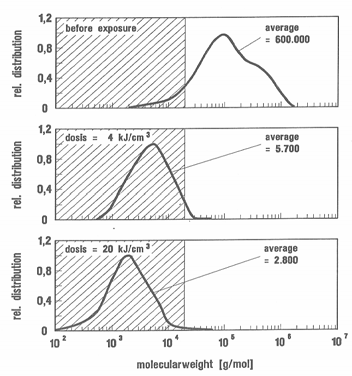 1,2
0,8
0,4
0
rel. distribution
before exposure
average
= 600.000
1,2
0,8
0,4
0
rel. distribution
dosis = 4 kJ/cm³
average
= 5.700
1,2
0,8
0,4
0
rel. distribution
dosis = 20 kJ/cm³
average
= 2.800
10² 10³ 10⁴ 10⁵ 10⁶ 10⁷
molecularweight [g/mol]